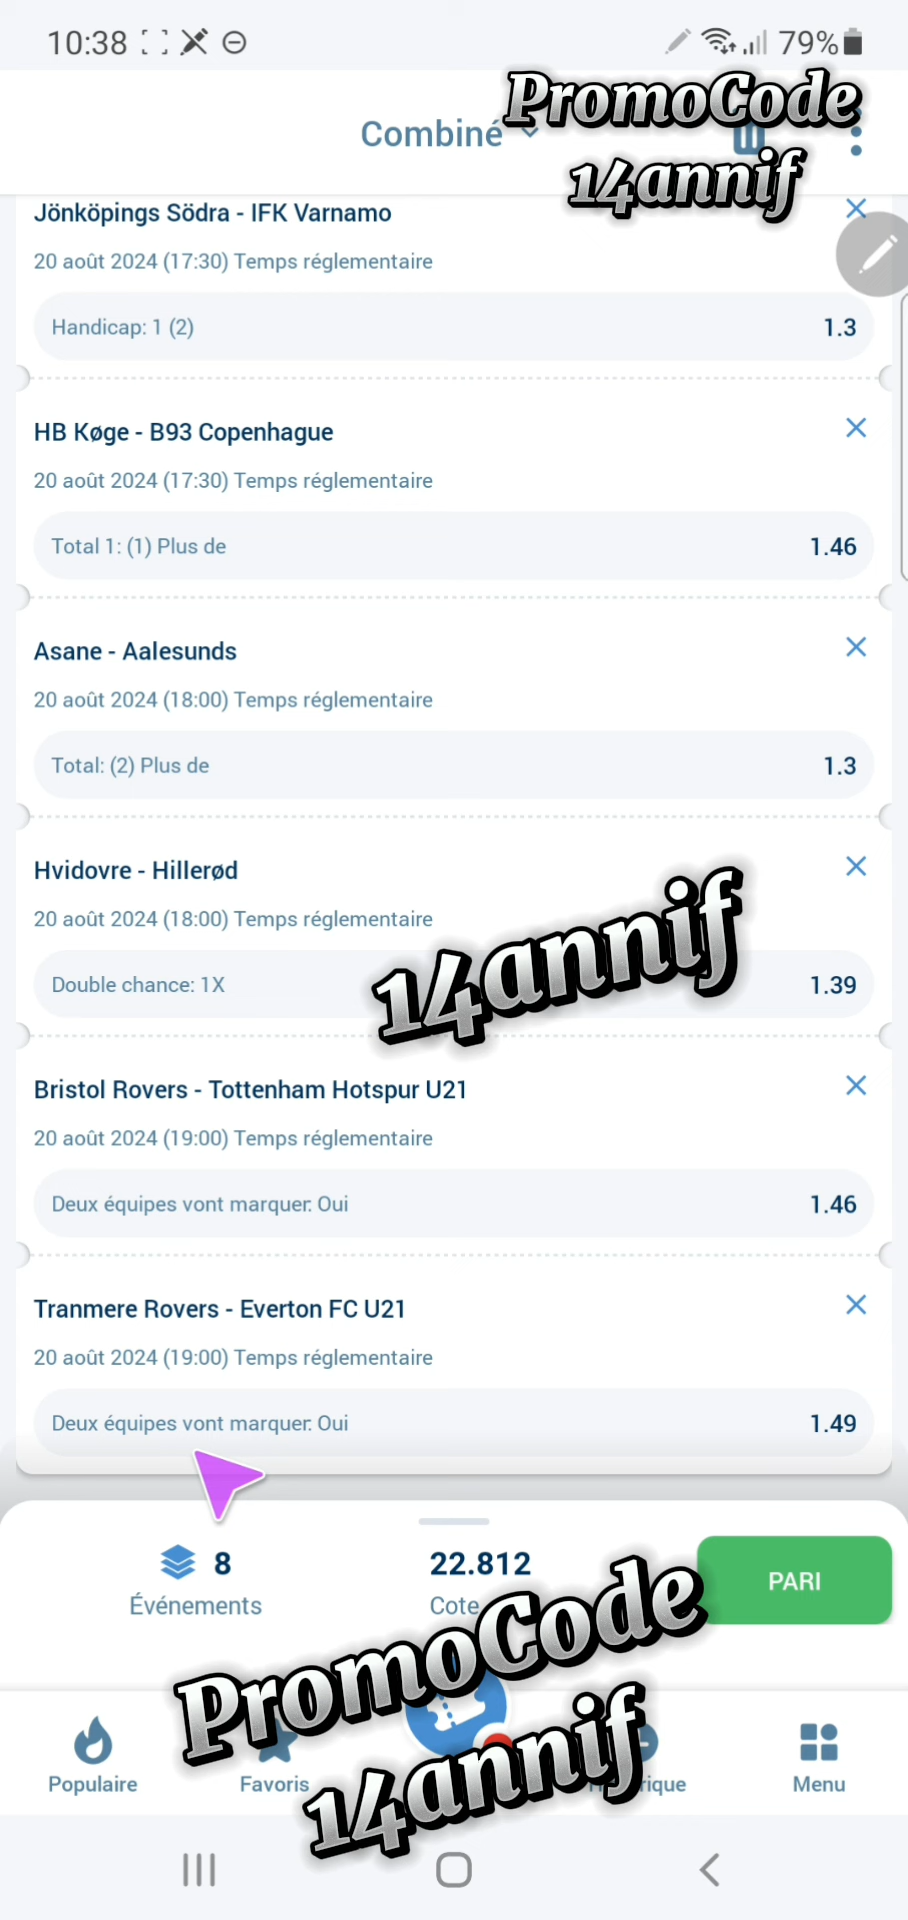 10:38
79%
Combiné
PromoCode
14annif
Jönköpings Södra - IFK Varnamo
20 août 2024 (17:30) Temps réglementaire
Handicap: 1 (2)
1.3
HB Køge - B93 Copenhague
20 août 2024 (17:30) Temps réglementaire
Total 1: (1) Plus de
1.46
Asane - Aalesunds
20 août 2024 (18:00) Temps réglementaire
Total: (2) Plus de
1.3
Hvidovre - Hillerød
20 août 2024 (18:00) Temps réglementaire
14annif
Double chance: 1X
1.39
Bristol Rovers - Tottenham Hotspur U21
20 août 2024 (19:00) Temps réglementaire
Deux équipes vont marquer: Oui
1.46
Tranmere Rovers - Everton FC U21
20 août 2024 (19:00) Temps réglementaire
Deux équipes vont marquer: Oui
1.49
8
Événements
22.812
Cote
PARI
PromoCode
14annif
Populaire
Favoris
Menu